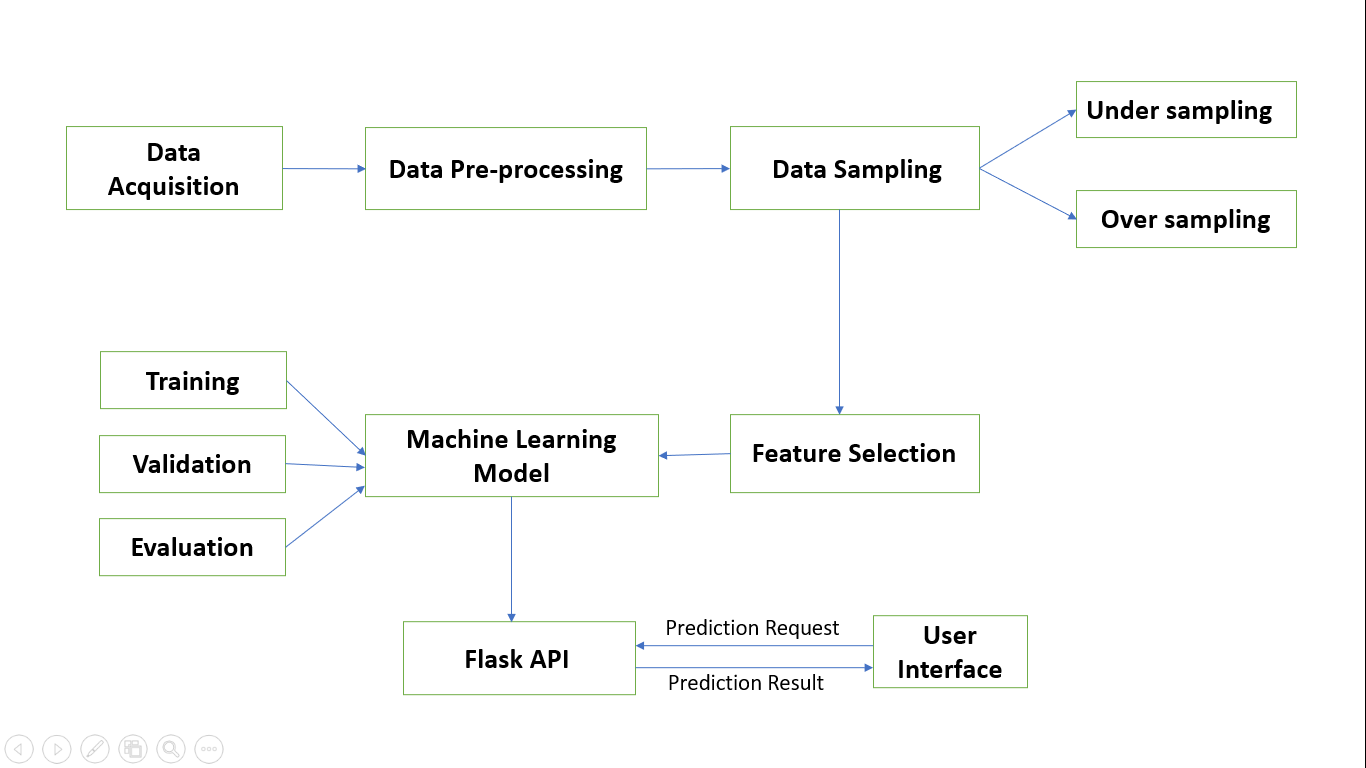 Data
Acquisition
Data Pre-processing
Data Sampling
Under sampling
Over sampling
Training
Validation
Evaluation
Machine Learning
Model
Feature Selection
Flask API
Prediction Request
Prediction Result
User
Interface